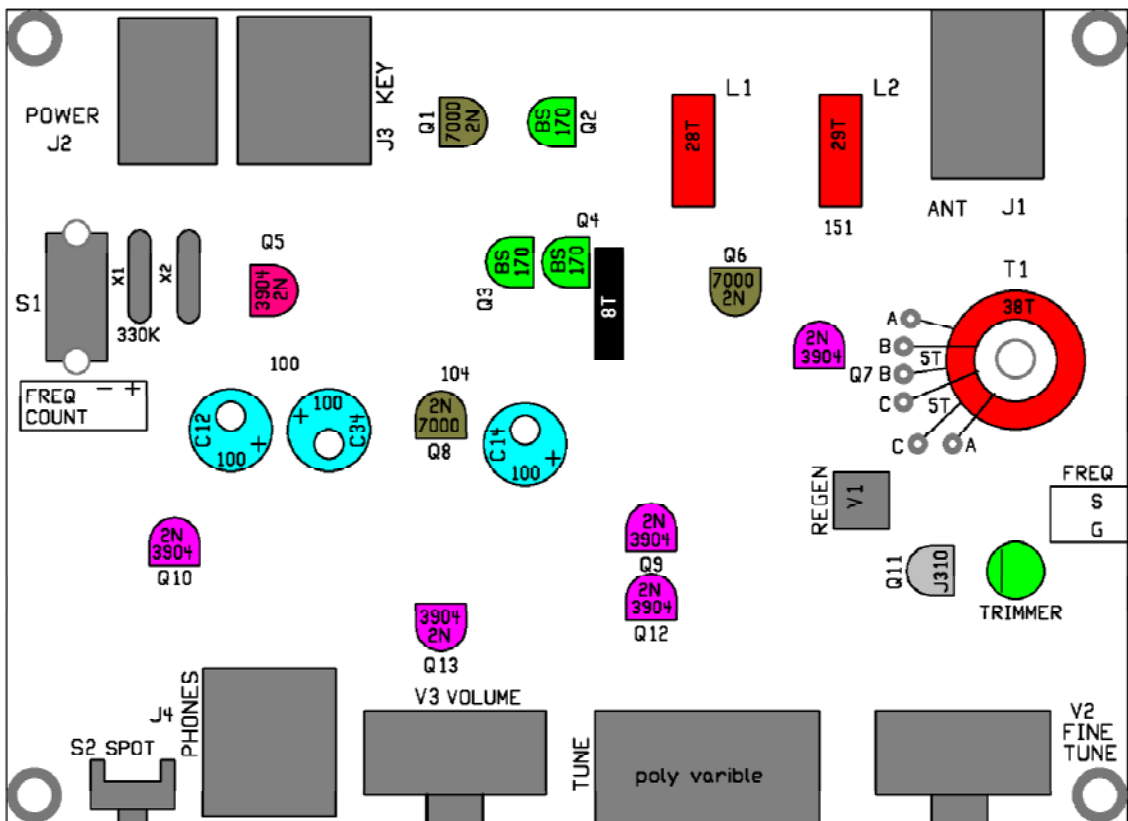 POWER
J2
J3 KEY
Q1
7000
2N
BS
170
Q2
L1
28T
L2
29T
151
ANT J1
S1
X1
X2
330K
Q5
3904
2N
Q3
BS
170
Q4
BS
170
8T
Q6
7000
2N
2N
3904
Q7
T1
38T
A
B
5T
B
C
5T
C
A
FREQ - +
COUNT
100
C12
+
100
100
+
C34
104
2N
7000
Q8
C14
+
100
REGEN
V1
FREQ
S
G
2N
3904
Q10
2N
3904
Q9
2N
3904
Q12
Q11
J310
TRIMMER
3904
2N
Q13
J4
PHONES
V3 VOLUME
TUNE
poly varible
V2
FINE
TUNE
S2 SPOT